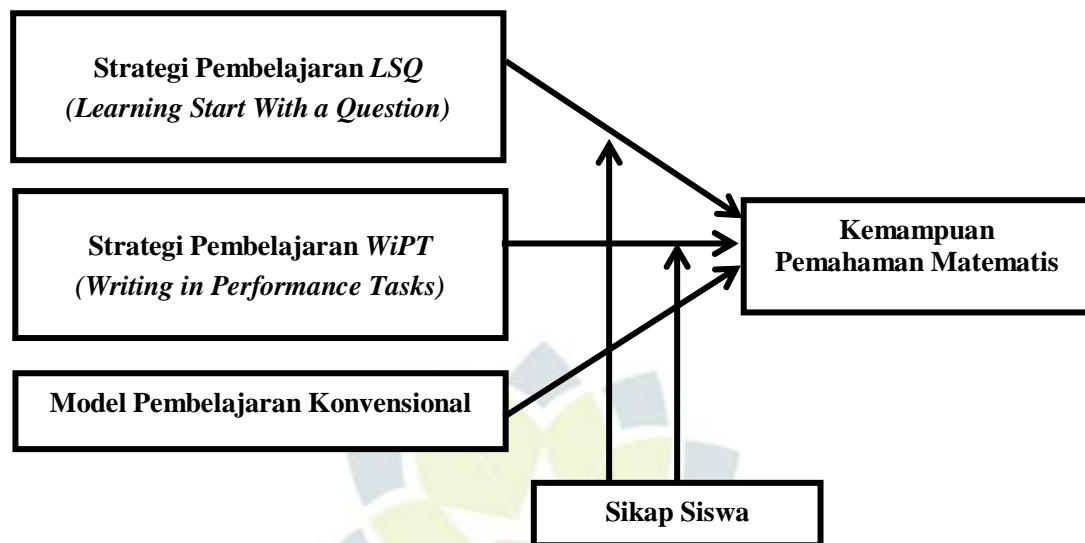 Strategi Pembelajaran LSQ
(Learning Start With a Question)
Strategi Pembelajaran WiPT
(Writing in Performance Tasks)
Model Pembelajaran Konvensional
Kemampuan
Pemahaman Matematis
Sikap Siswa